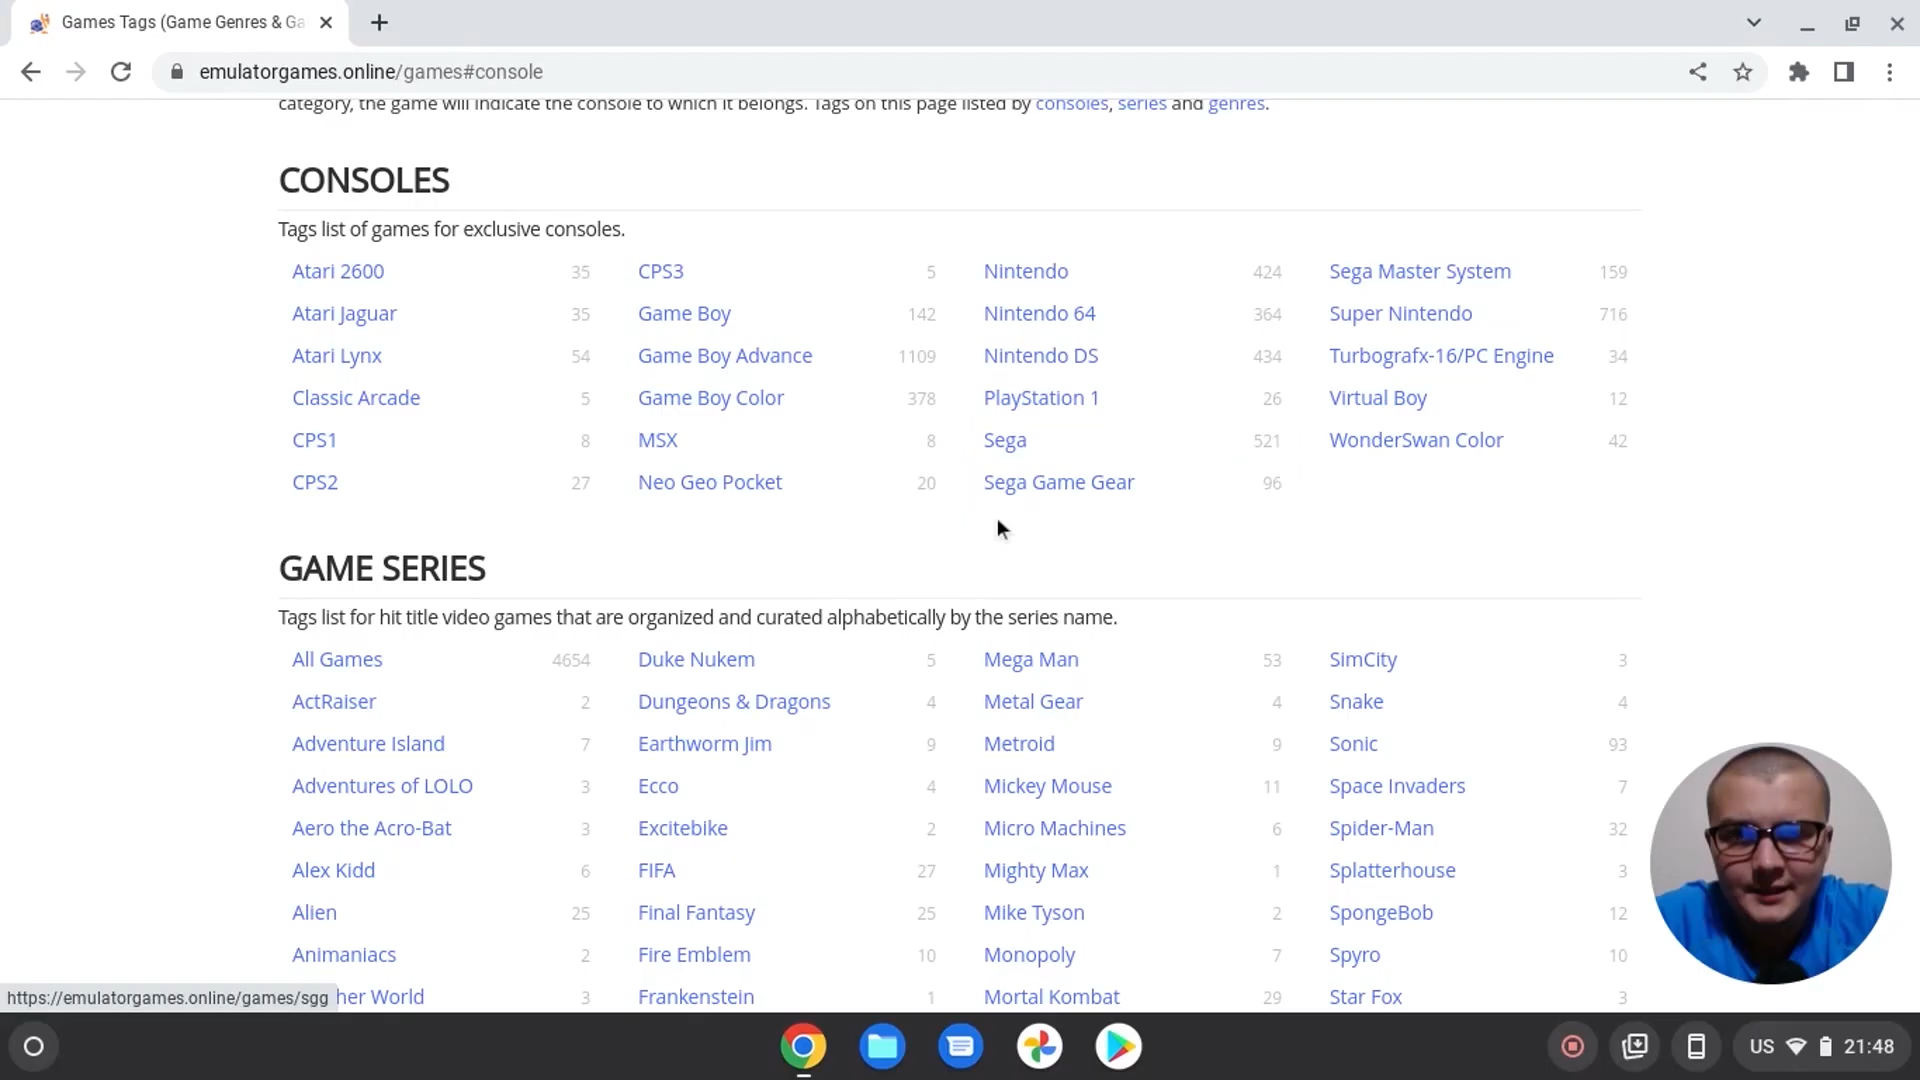 Games Tags (Game Genres & Ga
emulatorgames.online/games#console
category, the game will indicate the console to which it belongs. Tags on this page listed by consoles, series and genres.
CONSOLES
Tags list of games for exclusive consoles.
Atari 2600 35 CPS3 5 Nintendo 424 Sega Master System 159
Atari Jaguar 35 Game Boy 142 Nintendo 64 364 Super Nintendo 716
Atari Lynx 54 Game Boy Advance 1109 Nintendo DS 434 Turbografx-16/PC Engine 34
Classic Arcade 5 Game Boy Color 378 PlayStation 1 26 Virtual Boy 12
CPS1 8 MSX 8 Sega 521 WonderSwan Color 42
CPS2 27 Neo Geo Pocket 20 Sega Game Gear 96
GAME SERIES
Tags list for hit title video games that are organized and curated alphabetically by the series name.
All Games 4654 Duke Nukem 5 Mega Man 53 SimCity 3
ActRaiser 2 Dungeons & Dragons 4 Metal Gear 4 Snake 4
Adventure Island 7 Earthworm Jim 9 Metroid 9 Sonic 93
Adventures of LOLO 3 Ecco 4 Mickey Mouse 11 Space Invaders 7
Aero the Acro-Bat 3 Excitebike 2 Micro Machines 6 Spider-Man 32
Alex Kidd 6 FIFA 27 Mighty Max 1 Splatterhouse 3
Alien 25 Final Fantasy 25 Mike Tyson 2 SpongeBob 12
Animaniacs 2 Fire Emblem 10 Monopoly 7 Spyro 10
her World 3 Frankenstein 1 Mortal Kombat 29 Star Fox 3
https://emulatorgames.online/games/sgg
US 21:48